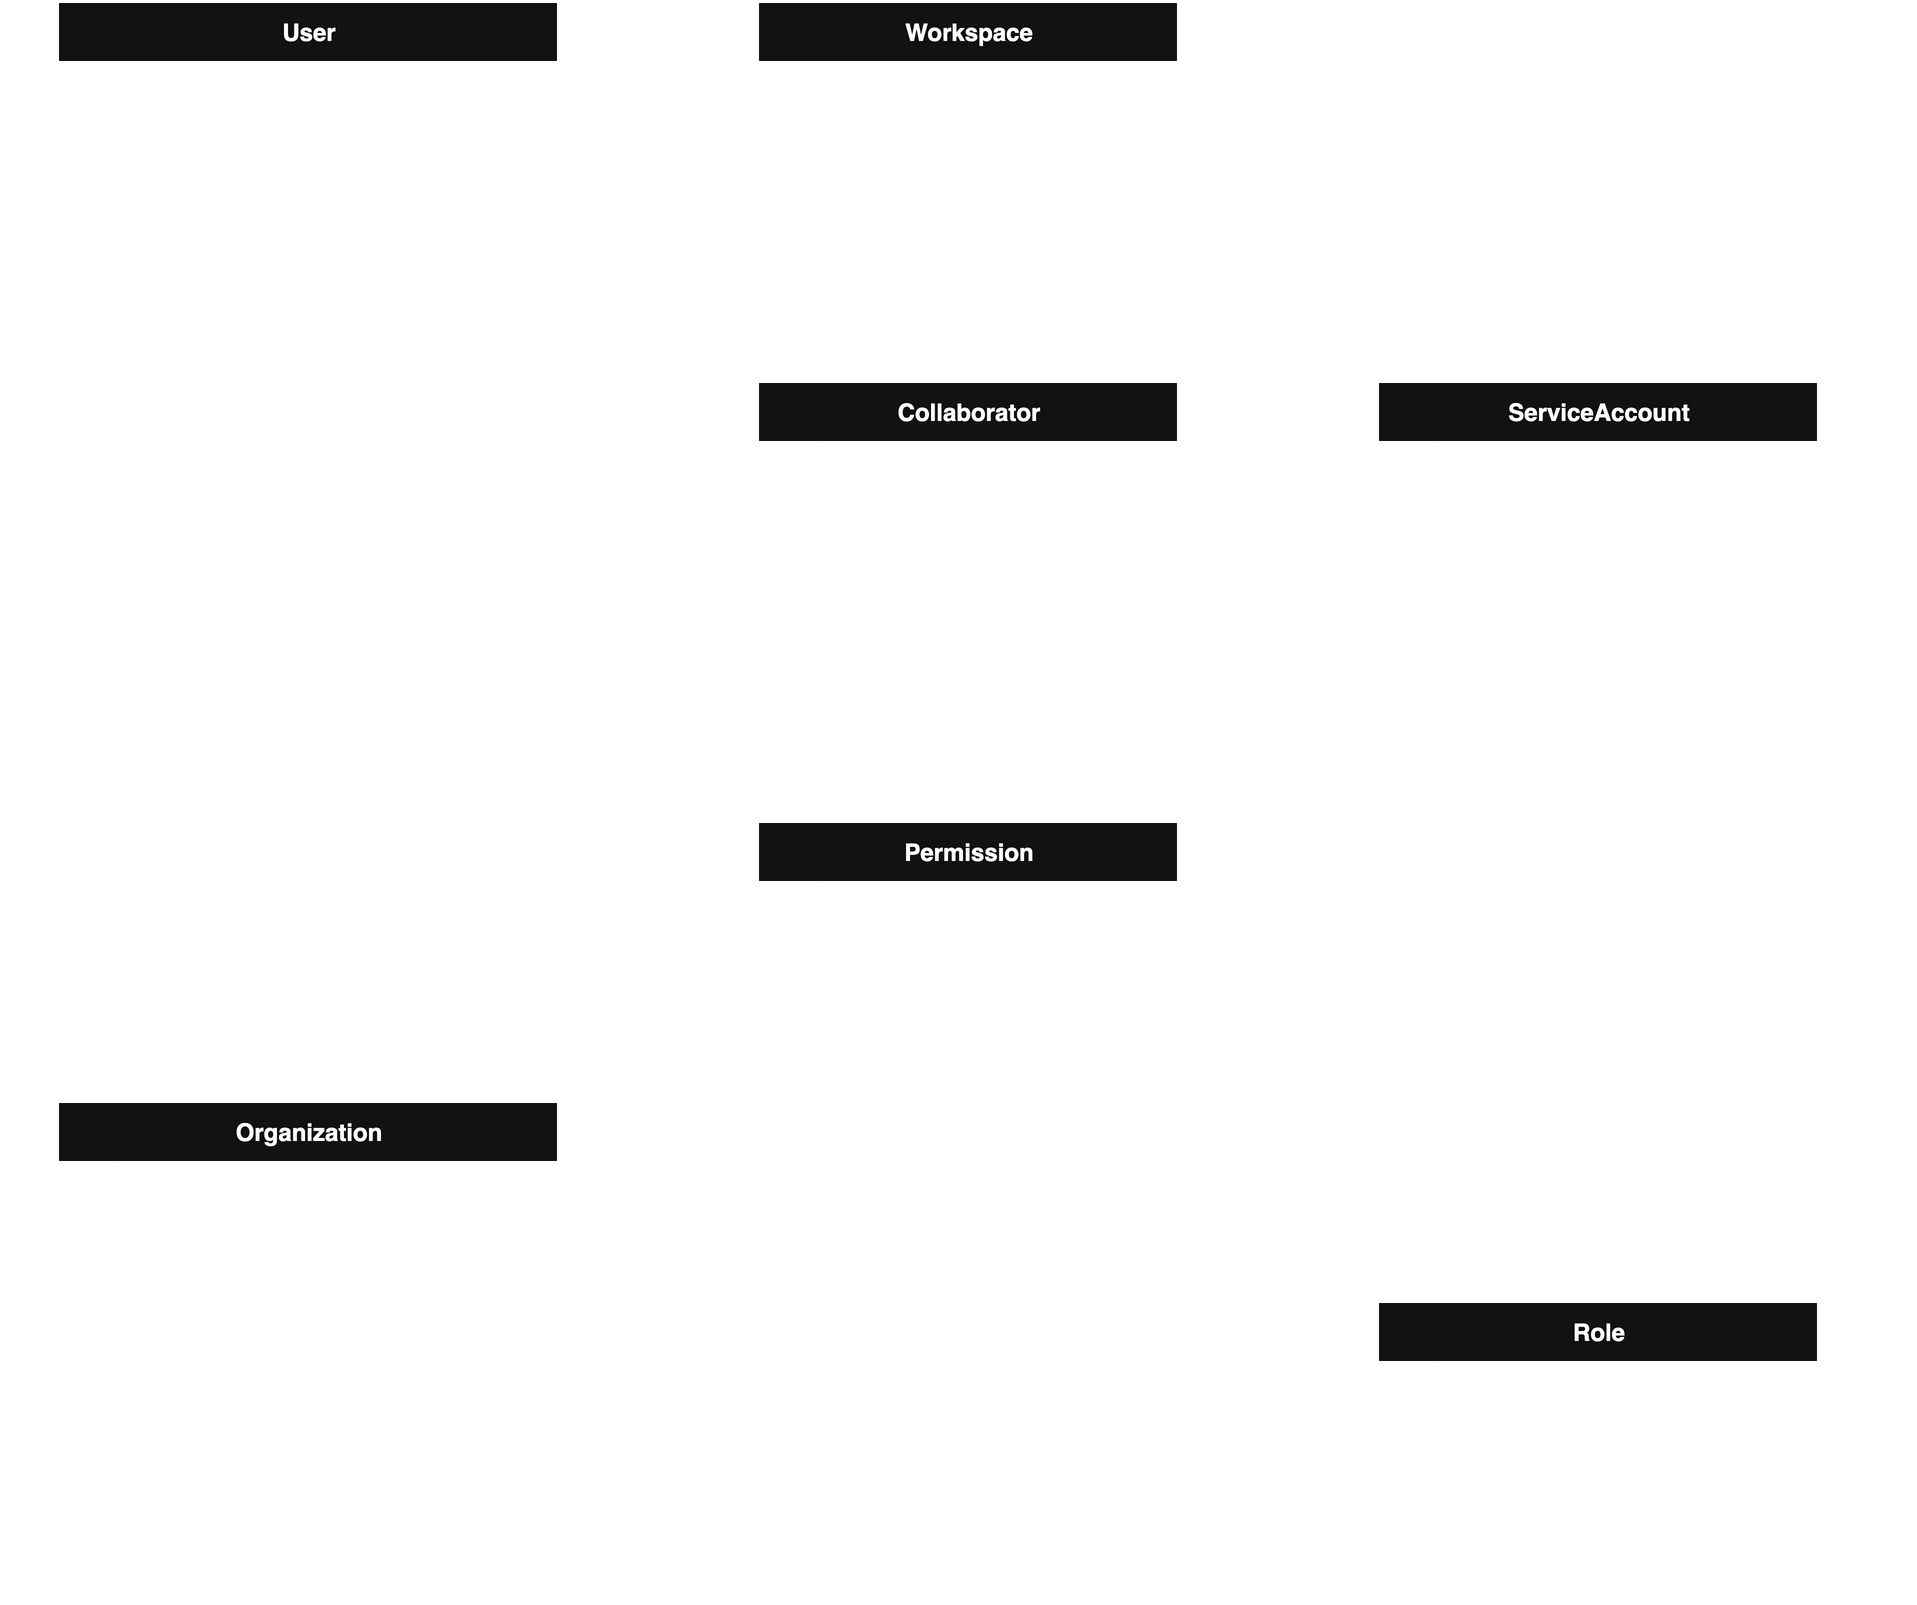 User
Workspace
Collaborator
ServiceAccount
Permission
Organization
Role